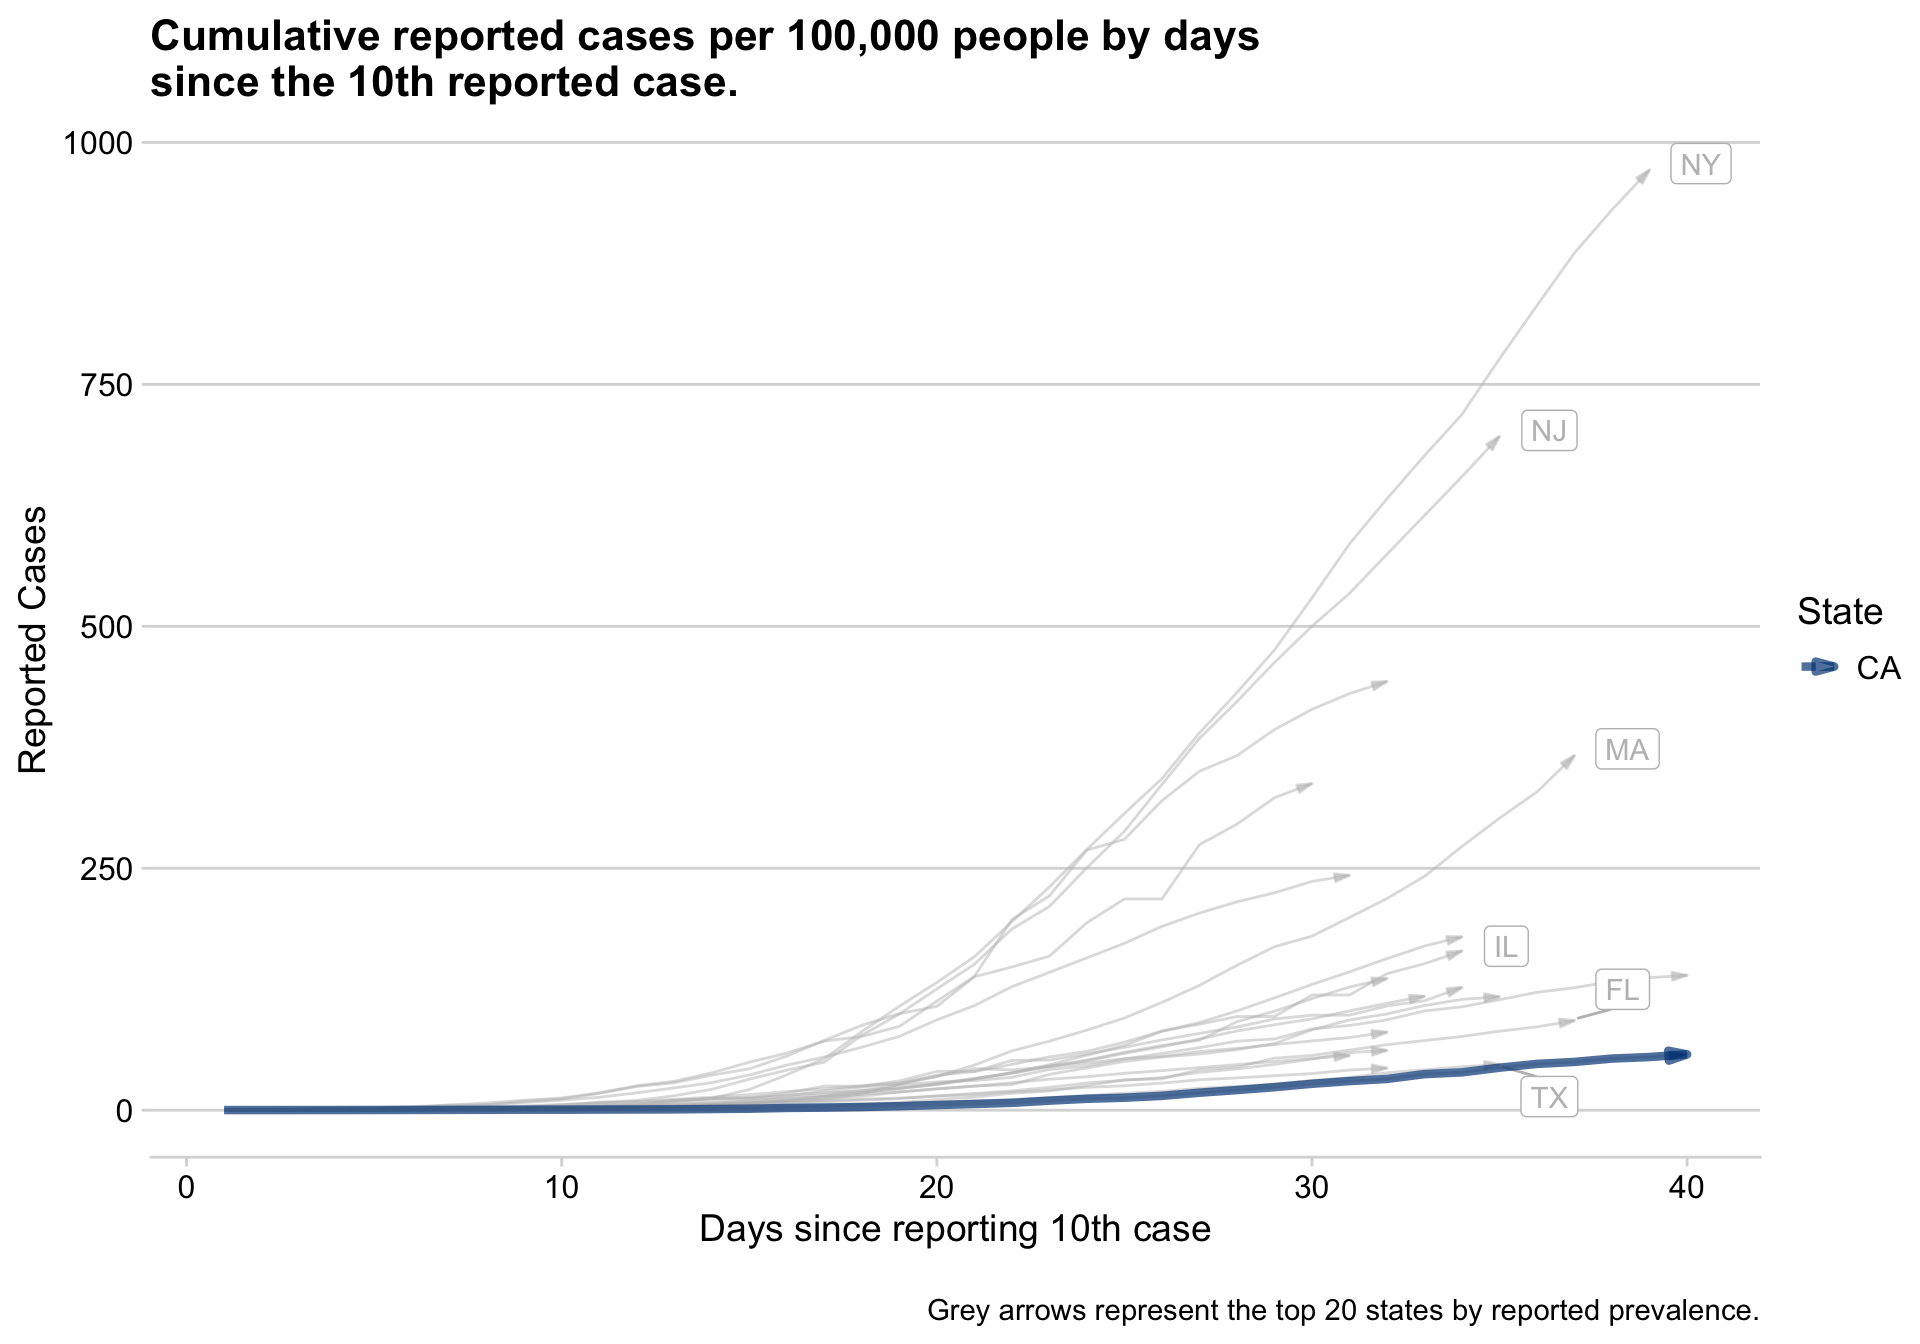 Cumulative reported cases per 100,000 people by days
since the 10th reported case.
1000
750
500
250
0
Reported Cases
NY
NJ
MA
IL
FL
TX
State
CA
0 10 20 30 40
Days since reporting 10th case
Grey arrows represent the top 20 states by reported prevalence.